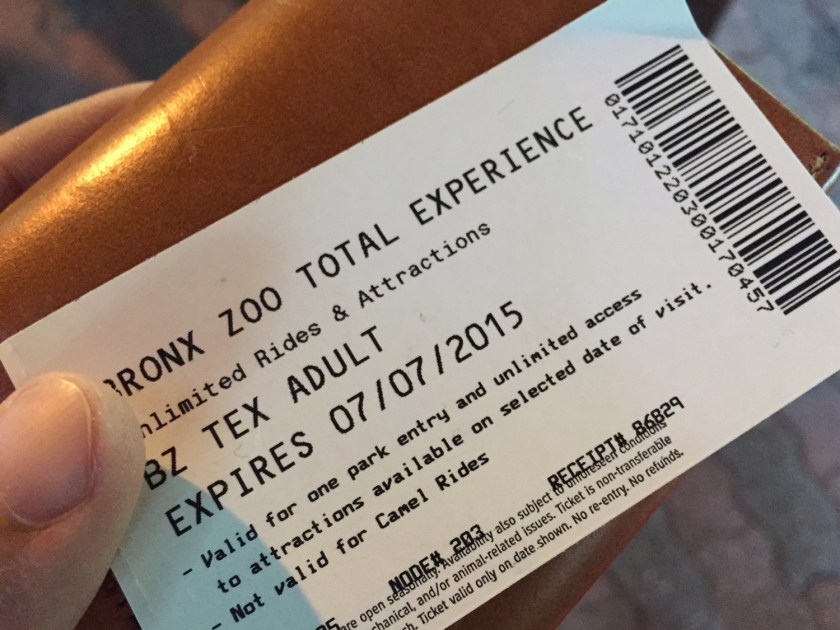 BRONX ZOO TOTAL EXPERIENCE
Unlimited Rides & Attractions
BZ TEX ADULT
EXPIRES 07/07/2015
- Valid for one park entry and unlimited access
to attractions available on selected date of visit.
- Not valid for Camel Rides
NODE# 203 RECEIPT# 86829
are open seasonally. Availability also subject to unforeseen conditions
and/or animal-related issues. Ticket is non-transferable
Ticket valid only on date shown. No re-entry. No refunds.
017101220300170457